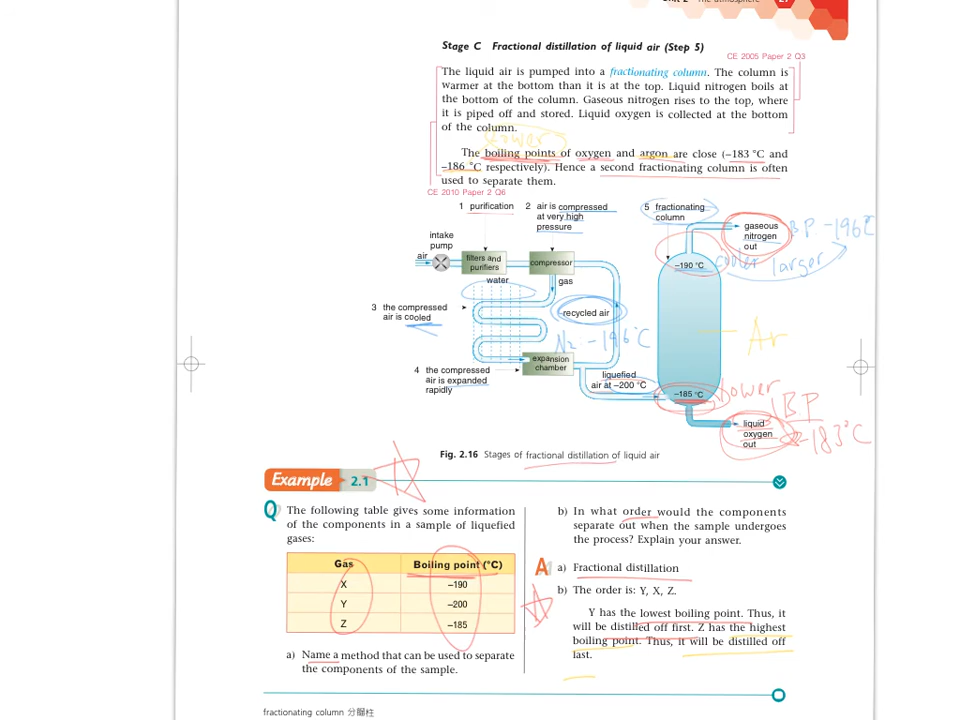 Stage C Fractional distillation of liquid air (Step 5)
CE 2005 Paper 2 Q3
The liquid air is pumped into a fractionating column. The column is
warmer at the bottom than it is at the top. Liquid nitrogen boils at
the bottom of the column. Gaseous nitrogen rises to the top, where
it is piped off and stored. Liquid oxygen is collected at the bottom
of the column.
The boiling points of oxygen and argon are close (–183 °C and
–186 °C respectively). Hence a second fractionating column is often
used to separate them.
CE 2010 Paper 2 Q6
1 purification
2 air is compressed
at very high
pressure
5 fractionating
column
gaseous
nitrogen
out
BP -196°C
cooler larger
intake
pump
air
filters and
purifiers
compressor
–190 °C
water
gas
3 the compressed
air is cooled
recycled air
N2: -196°C
Ar
expansion
chamber
4 the compressed
air is expanded
rapidly
liquefied
air at –200 °C
–185 °C
lower
BP
liquid
oxygen
out
-183°C
Fig. 2.16 Stages of fractional distillation of liquid air
Example 2.1
Q The following table gives some information
of the components in a sample of liquefied
gases:
Gas Boiling point (°C)
X –190
Y –200
Z –185
a) Name a method that can be used to separate
the components of the sample.
b) In what order would the components
separate out when the sample undergoes
the process? Explain your answer.
A a) Fractional distillation
b) The order is: Y, X, Z.
Y has the lowest boiling point. Thus, it
will be distilled off first. Z has the highest
boiling point. Thus, it will be distilled off
last.
fractionating column 分餾柱